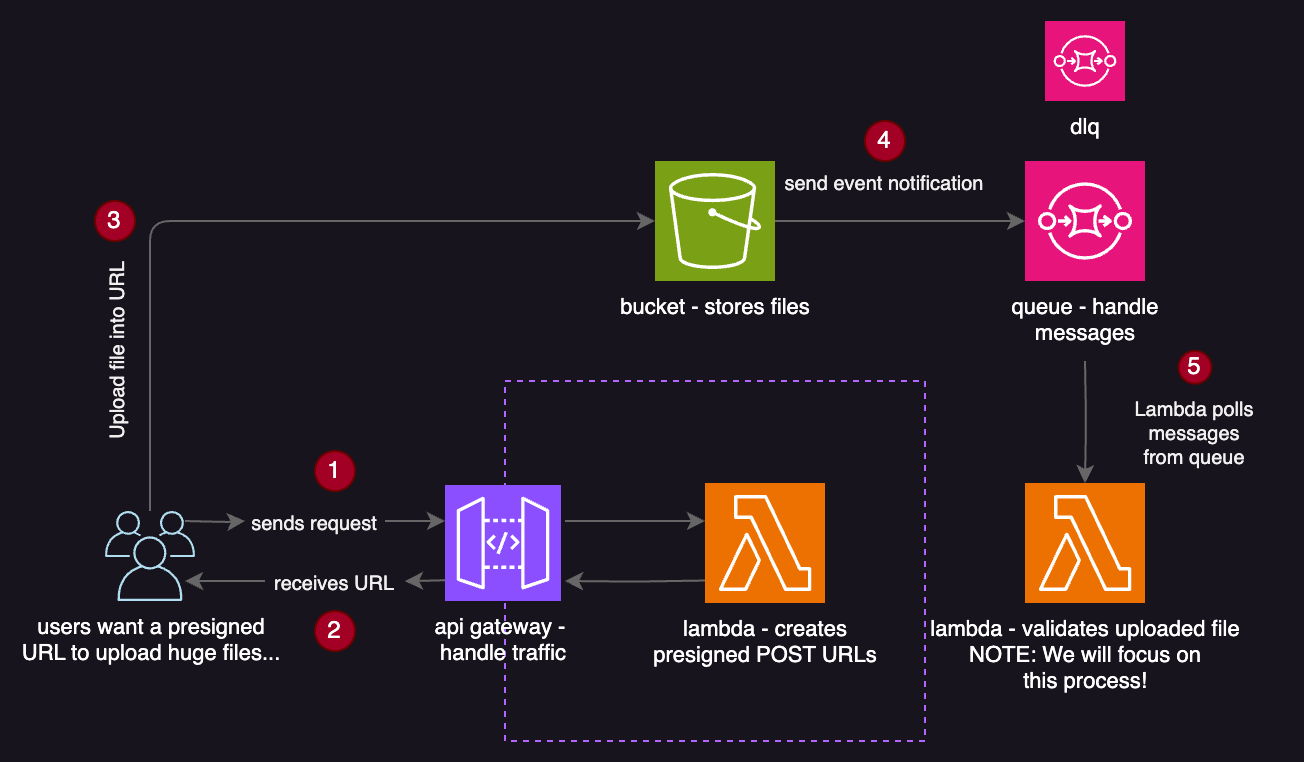 dlq
4
send event notification
3
Upload file into URL
bucket - stores files
queue - handle
messages
5
Lambda polls
messages
from queue
1
sends request
</>
receives URL
2
users want a presigned
URL to upload huge files...
api gateway -
handle traffic
lambda - creates
presigned POST URLs
lambda - validates uploaded file
NOTE: We will focus on
this process!